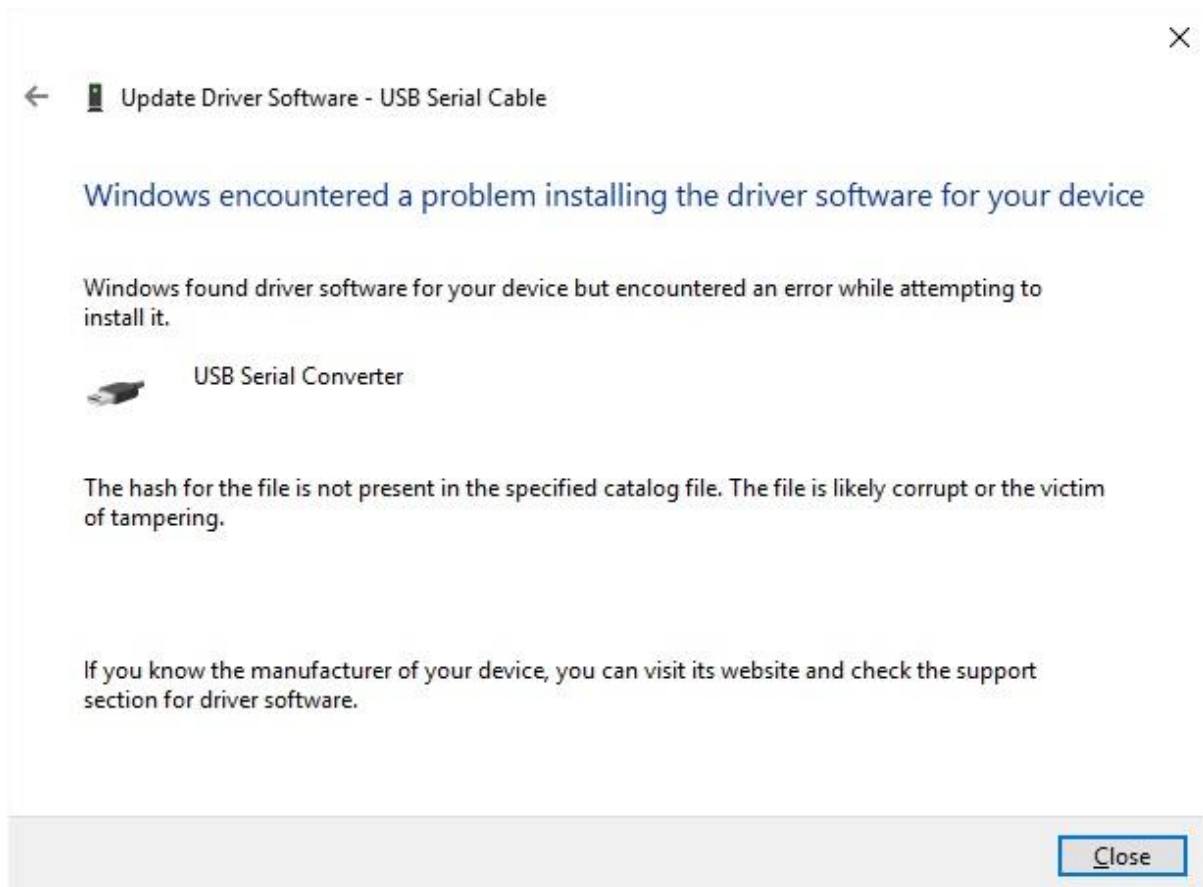 Update Driver Software - USB Serial Cable
Windows encountered a problem installing the driver software for your device
Windows found driver software for your device but encountered an error while attempting to
install it.
USB Serial Converter
The hash for the file is not present in the specified catalog file. The file is likely corrupt or the victim
of tampering.
If you know the manufacturer of your device, you can visit its website and check the support
section for driver software.
Close